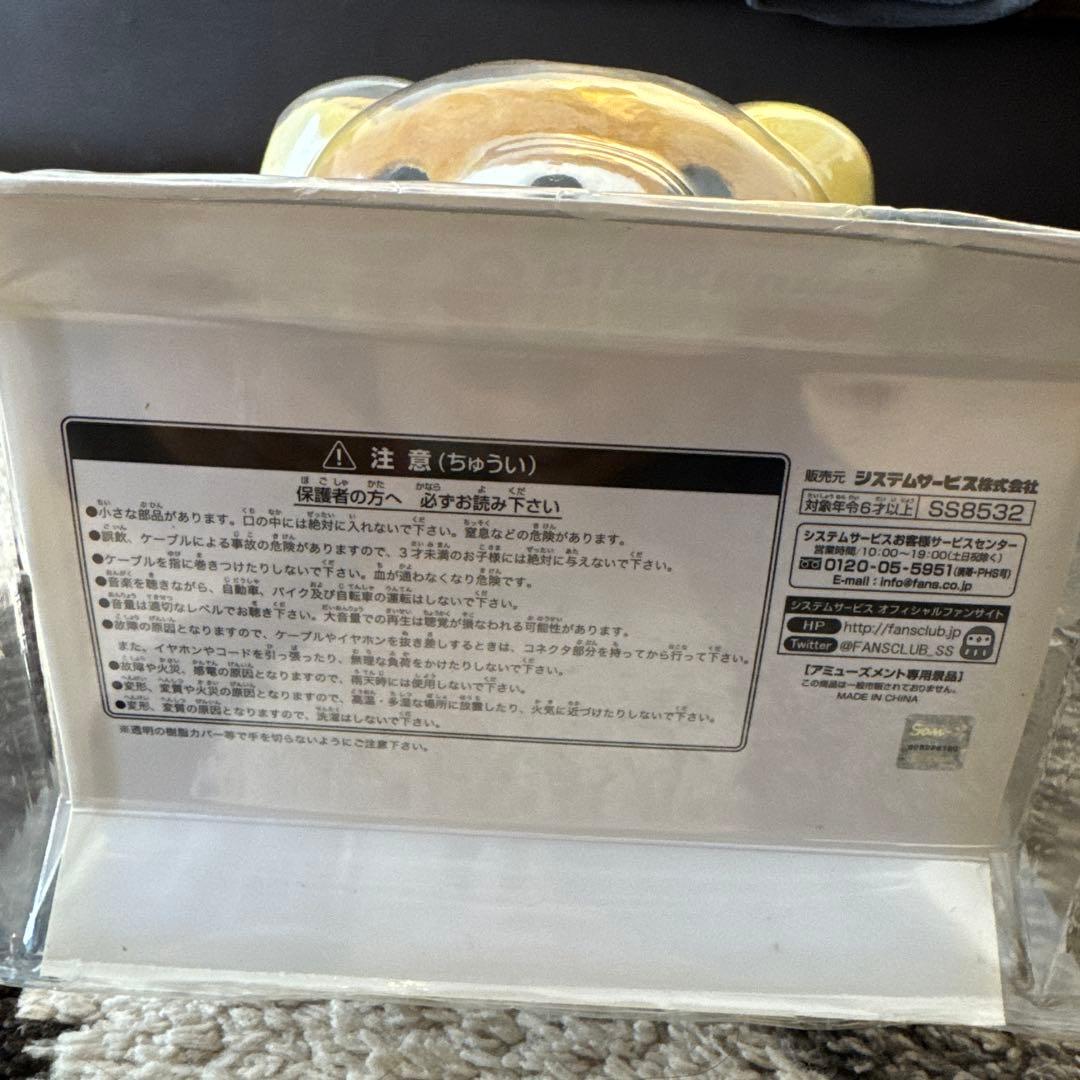 注意(ちゅうい)
保護者の方へ 必ずお読み下さい
●小さな部品があります。口の中には絶対に入れないで下さい。窒息などの危険があります。
●誤飲、ケーブルによる事故の危険がありますので、3才未満のお子様には絶対に与えないで下さい。
●ケーブルを指に巻きつけたりしないで下さい。血が通わなくなり危険です。
●音楽を聴きながら、自動車、バイク及び自転車の運転はしないで下さい。
●音量は適切なレベルでお聴き下さい。大音量での再生は聴覚が損なわれる可能性があります。
●故障の原因となりますので、ケーブルやイヤホンを抜き差しするときは、コネクタ部分を持ってから行って下さい。
また、イヤホンやコードを引っ張ったり、無理な負荷をかけたりしないで下さい。
●故障や火災、感電の原因となりますので、雨天時には使用しないで下さい。
●変形、変質や火災の原因となりますので、高温・多湿な場所に放置したり、火気に近づけたりしないで下さい。
●変形、変質の原因となりますので、洗濯はしないで下さい。
※透明の樹脂カバー等で手を切らないようにご注意下さい。
販売元 システムサービス株式会社
対象年令6才以上 SS8532
システムサービスお客様サービスセンター
営業時間/10:00~19:00(土日祝除く)
0120-05-5951(携帯・PHS可)
E-mail:info@fans.co.jp
システムサービス オフィシャルファンサイト
HP http://fansclub.jp
Twitter @FANSCLUB_SS
【アミューズメント専用景品】
この商品は一般市販されておりません。
MADE IN CHINA
San-x